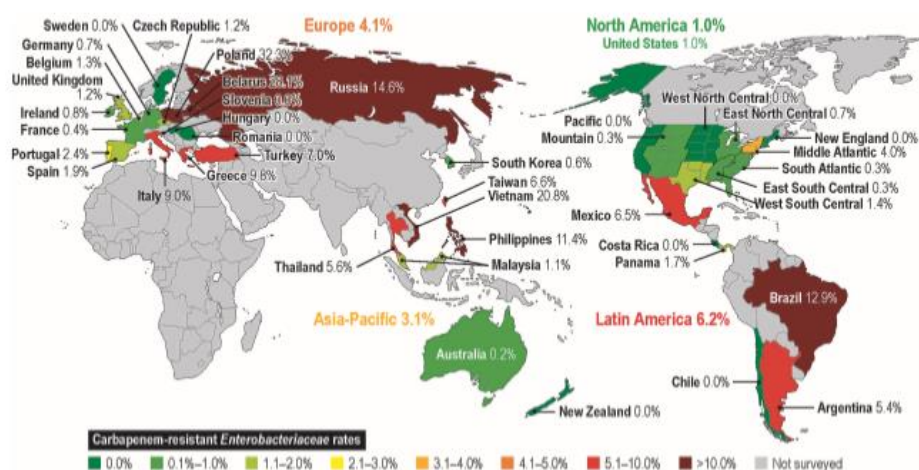 Sweden 0.0%
Czech Republic 1.2%
Europe 4.1%
Germany 0.7%
Belgium 1.3%
United Kingdom
1.2%
Poland 32.3%
Belarus
Slovenia
Hungary 0.0%
Romania 0.0%
Ireland 0.8%
France 0.4%
Portugal 2.4%
Spain 1.9%
Italy 9.0%
Greece 9.8%
Turkey 7.0%
Russia 14.6%
South Korea 0.6%
Taiwan 6.6%
Vietnam 20.8%
Philippines 11.4%
Thailand 5.6%
Malaysia 1.1%
Asia-Pacific 3.1%
Australia 0.2%
New Zealand 0.0%
North America 1.0%
United States 1.0%
West North Central 0.0%
East North Central 0.7%
Pacific 0.0%
Mountain 0.3%
New England 0.0%
Middle Atlantic 4.0%
South Atlantic 0.3%
East South Central 0.3%
West South Central 1.4%
Mexico 6.5%
Costa Rica 0.0%
Panama 1.7%
Brazil 12.9%
Latin America 6.2%
Chile 0.0%
Argentina 5.4%
Carbapenem-resistant Enterobacteriaceae rates
0.0% 0.1%–1.0% 1.1–2.0% 2.1–3.0% 3.1–4.0% 4.1–5.0% 5.1–10.0% >10.0% Not surveyed